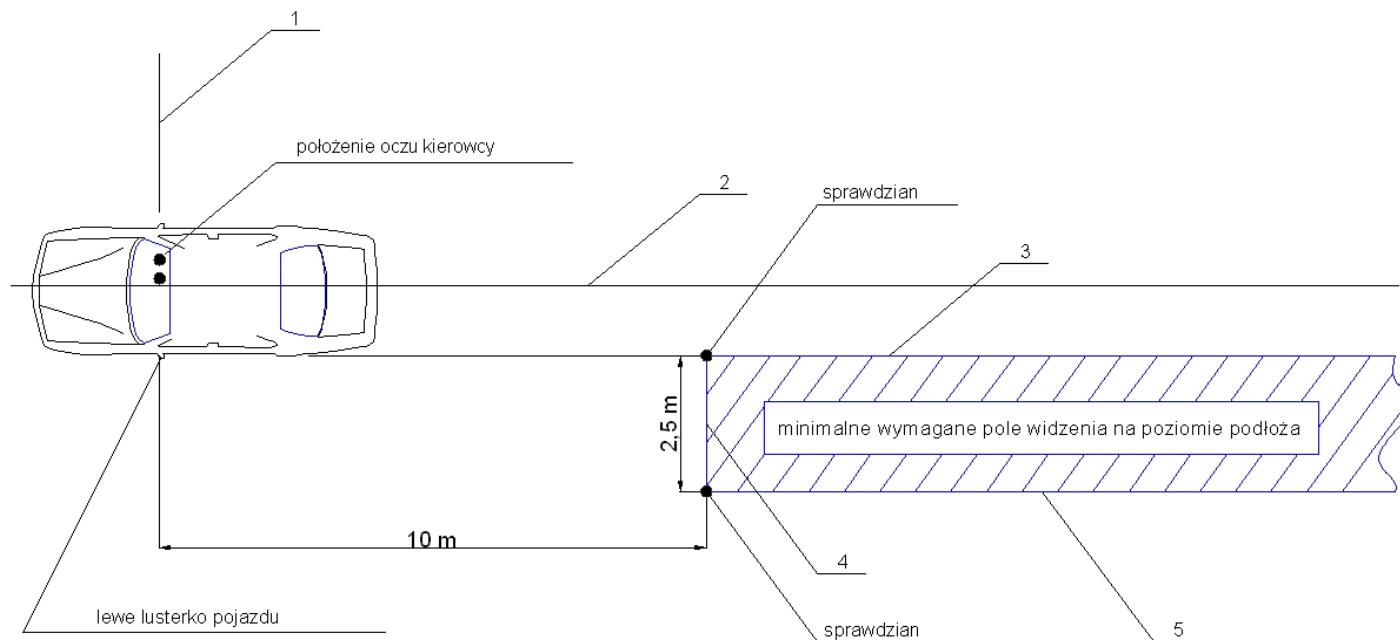 1
położenie oczu kierowcy
2
sprawdzian
3
2,5 m
minimalne wymagane pole widzenia na poziomie podłoża
10 m
4
lewe lusterko pojazdu
sprawdzian
5